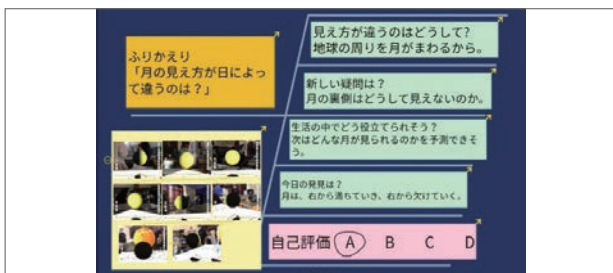 ふりかえり
「月の見え方が日によっ
て違うのは？」
見え方が違うのはどうして？
地球の周りを月がまわるから。
新しい疑問は？
月の裏側はどうして見えないのか。
生活の中でどう役立てられそう？
次はどんな月が見られるのかを予測できそ
う。
今日の発見は？
月は、右から満ちていき、右から欠けていく。
自己評価 A B C D